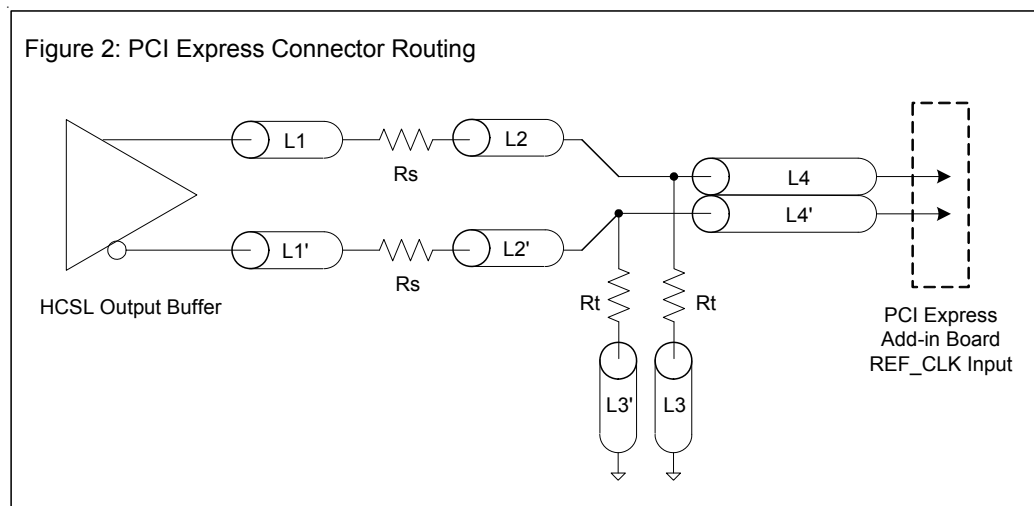 Figure 2: PCI Express Connector Routing
L1
Rs
L2
L4
L4'
L1'
Rs
L2'
HCSL Output Buffer
Rt
Rt
L3'
L3
PCI Express
Add-in Board
REF_CLK Input